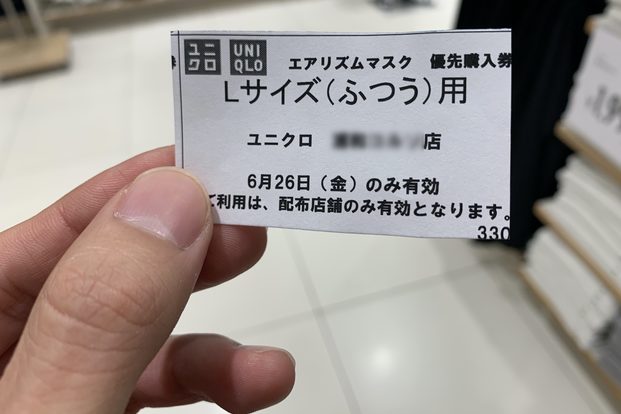 ユニクロ UNIQLO エアリズムマスク 優先購入券
Lサイズ(ふつう)用
ユニクロ 店
6月26日(金)のみ有効
ご利用は、配布店舗のみ有効となります。
330